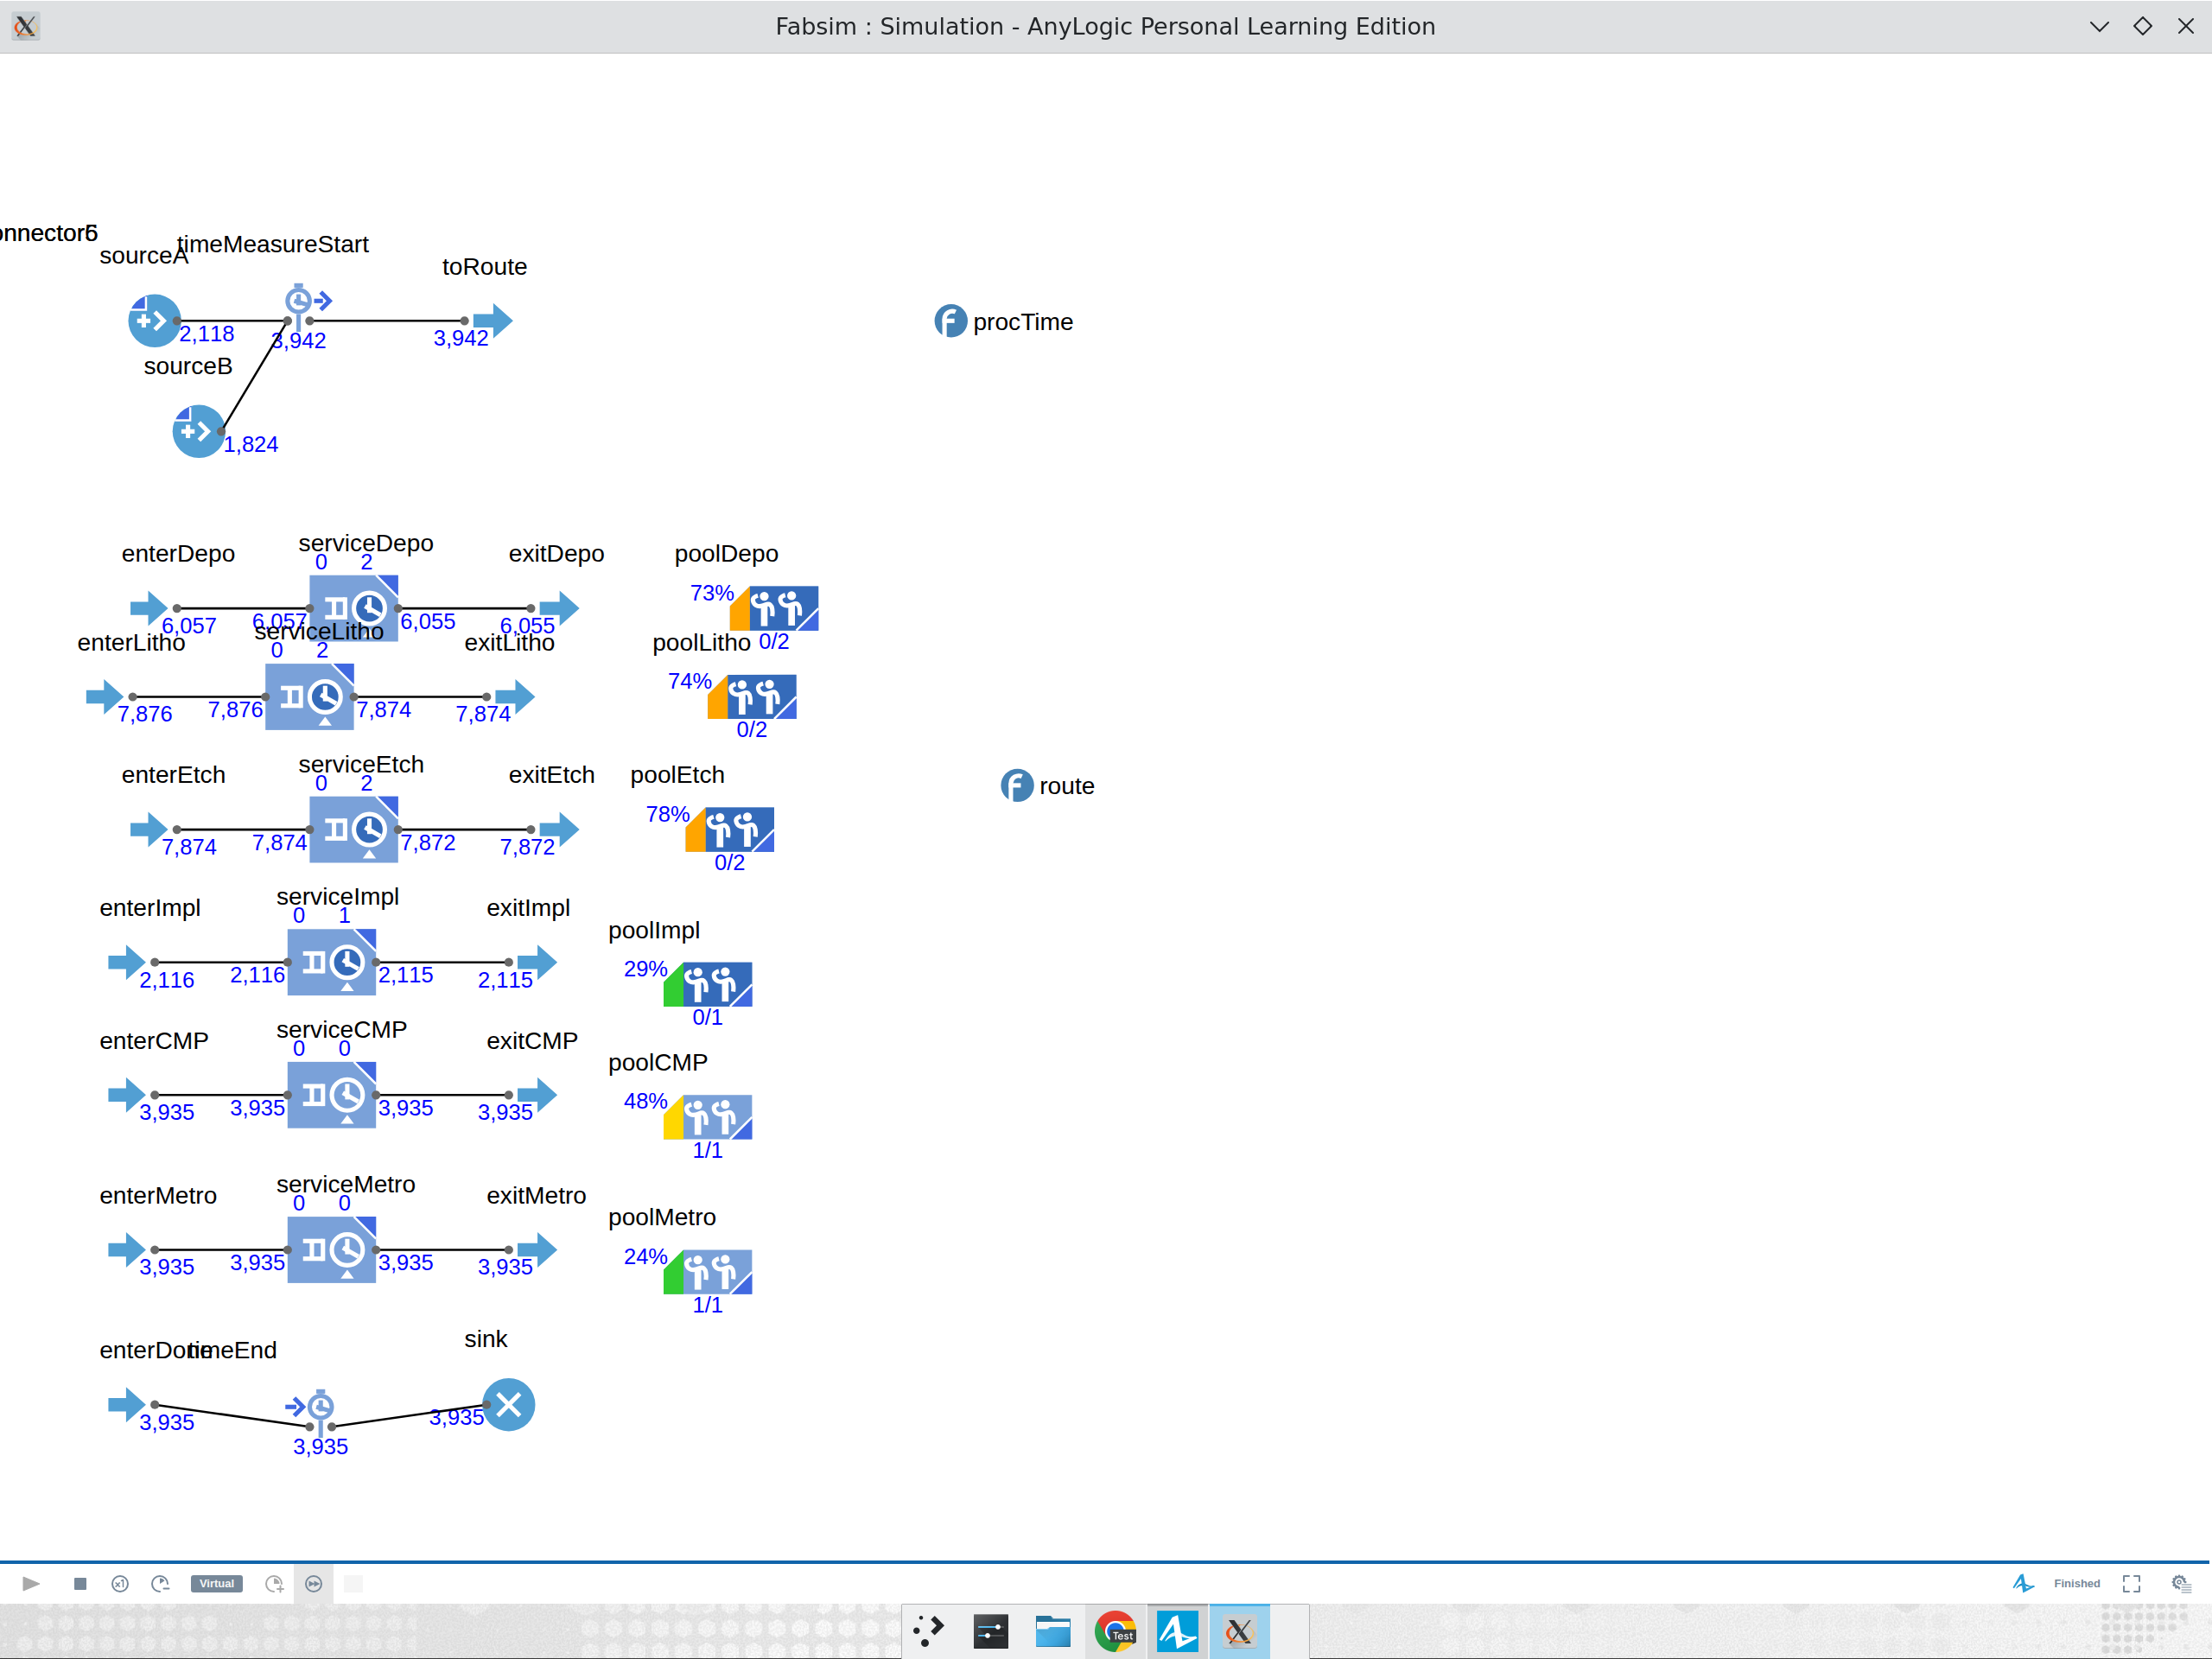 Fabsim : Simulation - AnyLogic Personal Learning Edition
onnector6
timeMeasureStart
sourceA
toRoute
2,118
3,942
3,942
procTime
sourceB
1,824
enterDepo
serviceDepo
exitDepo
poolDepo
0 2
73%
6,057
6,057
6,055
6,055
0/2
enterLitho
serviceLitho
exitLitho
poolLitho
0 2
74%
7,876
7,876
7,874
7,874
0/2
enterEtch
serviceEtch
exitEtch
poolEtch
0 2
78%
route
7,874
7,874
7,872
7,872
0/2
enterImpl
serviceImpl
exitImpl
poolImpl
0 1
29%
2,116
2,116
2,115
2,115
0/1
enterCMP
serviceCMP
exitCMP
poolCMP
0 0
48%
3,935
3,935
3,935
3,935
1/1
enterMetro
serviceMetro
exitMetro
poolMetro
0 0
24%
3,935
3,935
3,935
3,935
1/1
enterDone
timeEnd
sink
3,935
3,935
3,935
x1
Virtual
Finished
Test